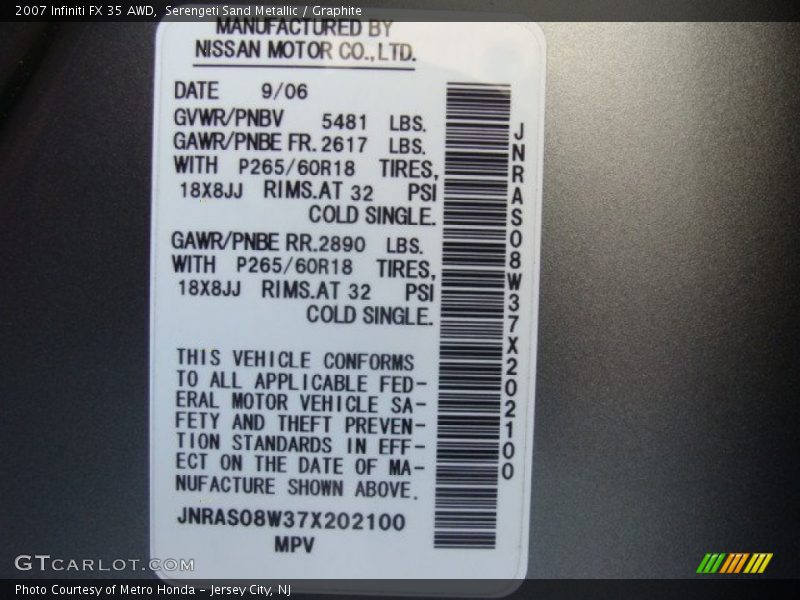 2007 Infiniti FX 35 AWD, Serengeti Sand Metallic / Graphite
MANUFACTURED BY
NISSAN MOTOR CO., LTD.
DATE 9/06
GVWR/PNBV 5481 LBS.
GAWR/PNBE FR. 2617 LBS.
WITH P265/60R18 TIRES,
18X8JJ RIMS. AT 32 PSI
COLD SINGLE.
GAWR/PNBE RR. 2890 LBS.
WITH P265/60R18 TIRES,
18X8JJ RIMS. AT 32 PSI
COLD SINGLE.
THIS VEHICLE CONFORMS
TO ALL APPLICABLE FED-
ERAL MOTOR VEHICLE SA-
FETY AND THEFT PREVEN-
TION STANDARDS IN EFF-
ECT ON THE DATE OF MA-
NUFACTURE SHOWN ABOVE.
JNRAS08W37X202100
MPV
JNRAS08W37X202100
GTCARLOT.COM
Photo Courtesy of Metro Honda - Jersey City, NJ